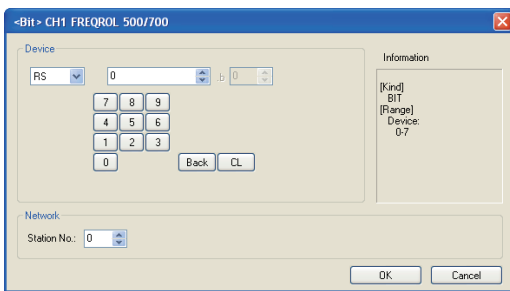 <Bit> CH1 FREQROL 500/700
Device
RS 0 .b 0
7 8 9
4 5 6
1 2 3
0 Back CL
Information
[Kind]
BIT
[Range]
Device:
0-7
Network
Station No.: 0
OK Cancel